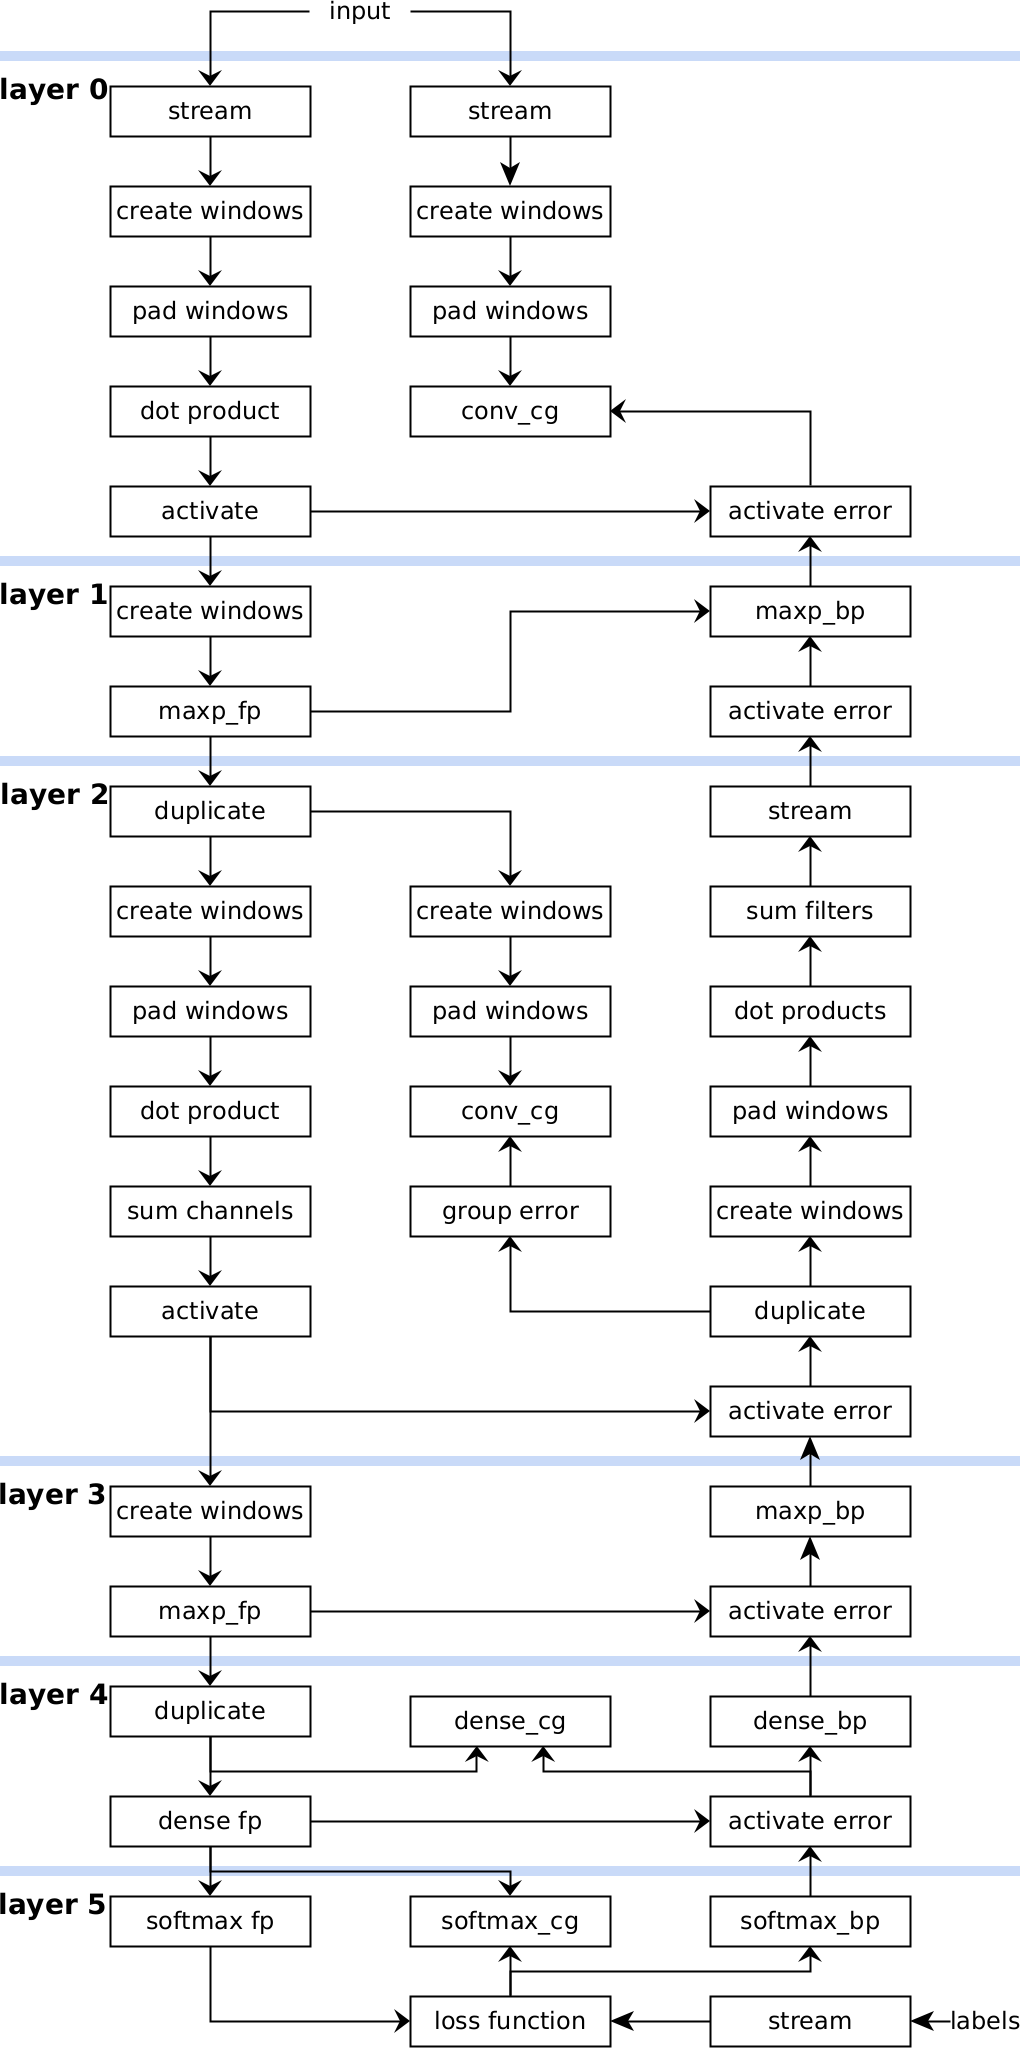 input
layer 0
stream
stream
create windows
create windows
pad windows
pad windows
dot product
conv_cg
activate
activate error
layer 1
create windows
maxp_bp
maxp_fp
activate error
layer 2
duplicate
stream
create windows
create windows
sum filters
pad windows
pad windows
dot products
dot product
conv_cg
pad windows
sum channels
group error
create windows
activate
duplicate
activate error
layer 3
create windows
maxp_bp
maxp_fp
activate error
layer 4
duplicate
dense_cg
dense_bp
dense fp
activate error
layer 5
softmax fp
softmax_cg
softmax_bp
loss function
stream
labels